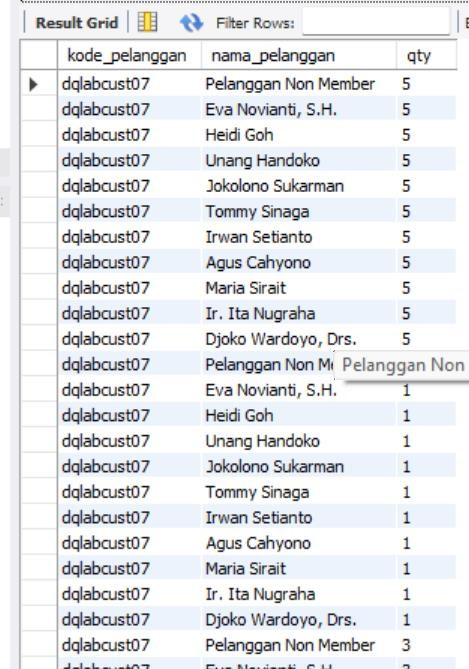 Result Grid Filter Rows:
kode_pelanggan nama_pelanggan qty
dqlabcust07 Pelanggan Non Member 5
dqlabcust07 Eva Novianti, S.H. 5
dqlabcust07 Heidi Goh 5
dqlabcust07 Unang Handoko 5
dqlabcust07 Jokolono Sukarman 5
dqlabcust07 Tommy Sinaga 5
dqlabcust07 Irwan Setianto 5
dqlabcust07 Agus Cahyono 5
dqlabcust07 Maria Sirait 5
dqlabcust07 Ir. Ita Nugraha 5
dqlabcust07 Djoko Wardoyo, Drs. 5
dqlabcust07 Pelanggan Non Pelanggan Non
dqlabcust07 Eva Novianti, S.H. 1
dqlabcust07 Heidi Goh 1
dqlabcust07 Unang Handoko 1
dqlabcust07 Jokolono Sukarman 1
dqlabcust07 Tommy Sinaga 1
dqlabcust07 Irwan Setianto 1
dqlabcust07 Agus Cahyono 1
dqlabcust07 Maria Sirait 1
dqlabcust07 Ir. Ita Nugraha 1
dqlabcust07 Djoko Wardoyo, Drs. 1
dqlabcust07 Pelanggan Non Member 3